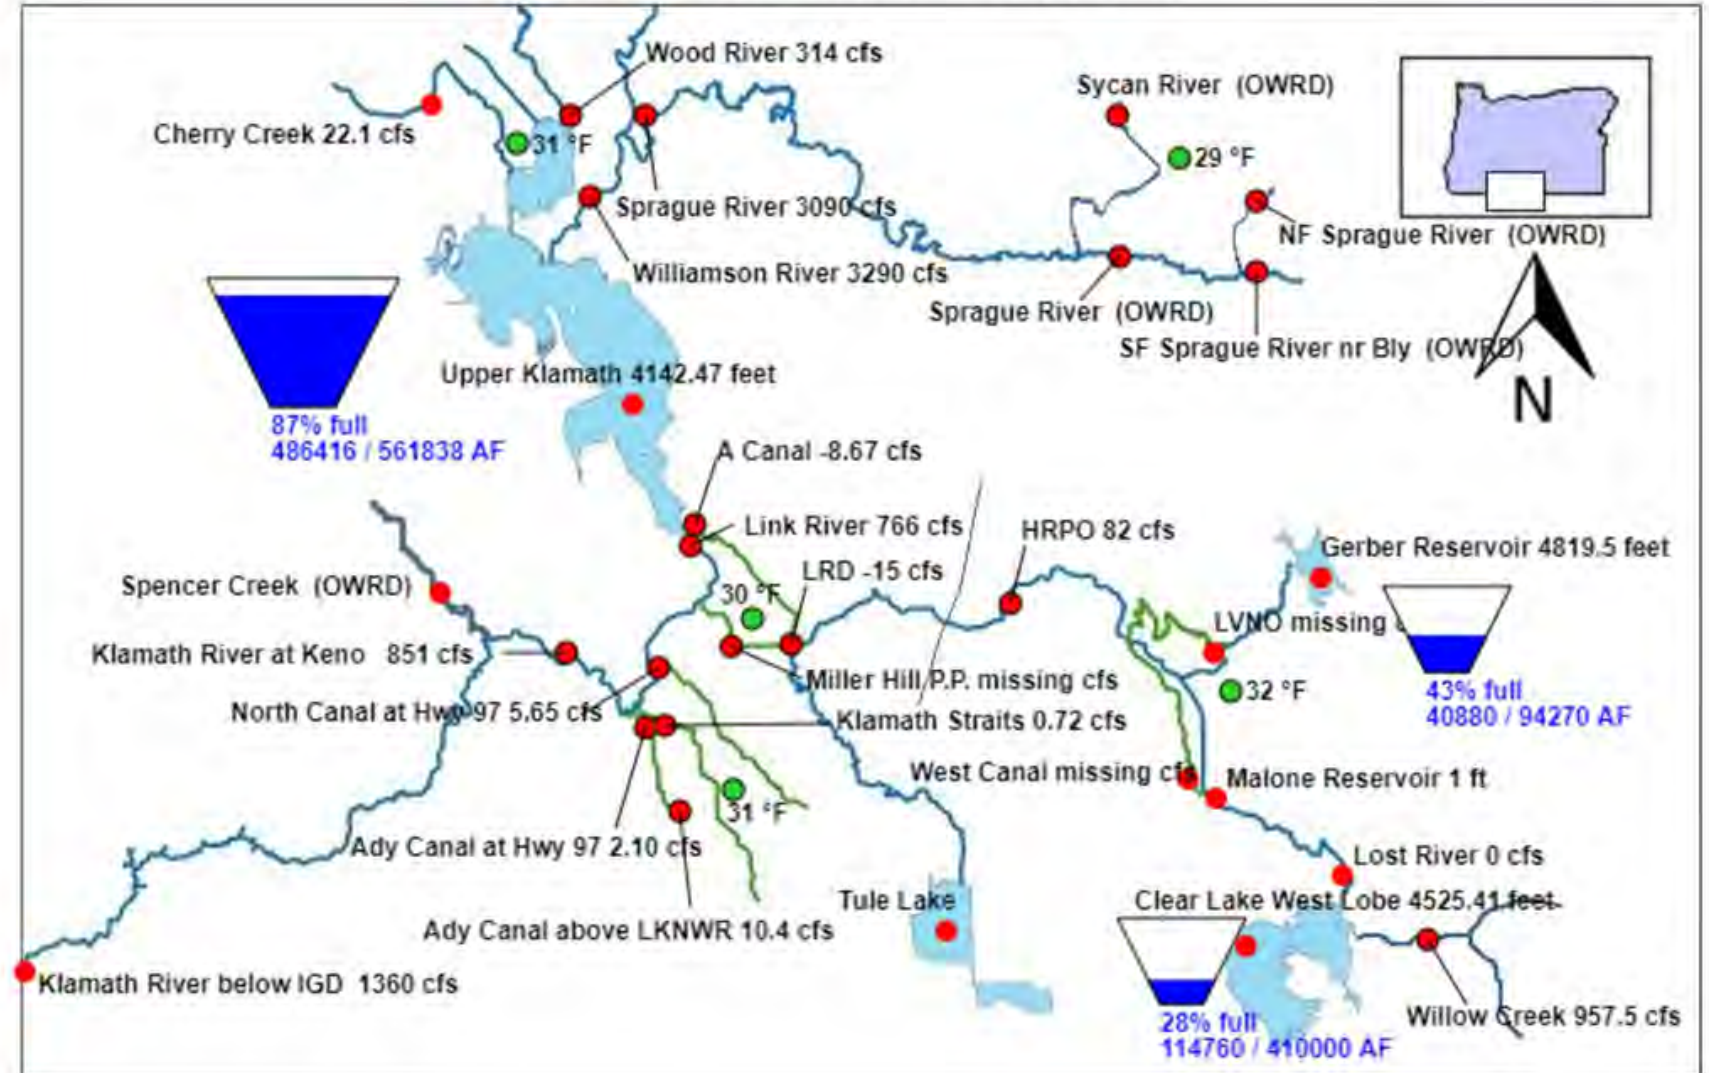 Wood River 314 cfs
Sycan River (OWRD)
Cherry Creek 22.1 cfs
31 °F
29 °F
Sprague River 3090 cfs
NF Sprague River (OWRD)
Williamson River 3290 cfs
Sprague River (OWRD)
SF Sprague River nr Bly (OWRD)
Upper Klamath 4142.47 feet
N
87% full
486416 / 561838 AF
A Canal -8.67 cfs
Link River 766 cfs
HRPO 82 cfs
Gerber Reservoir 4819.5 feet
LRD -15 cfs
Spencer Creek (OWRD)
30 °F
LVNO missing
Klamath River at Keno 851 cfs
Miller Hill P.P. missing cfs
32 °F
43% full
40880 / 94270 AF
North Canal at Hwy 97 5.65 cfs
Klamath Straits 0.72 cfs
West Canal missing cfs
Malone Reservoir 1 ft
31 °F
Ady Canal at Hwy 97 2.10 cfs
Lost River 0 cfs
Tule Lake
Clear Lake West Lobe 4525.41 feet
Ady Canal above LKNWR 10.4 cfs
Klamath River below IGD 1360 cfs
Willow Creek 957.5 cfs
28% full
114760 / 410000 AF